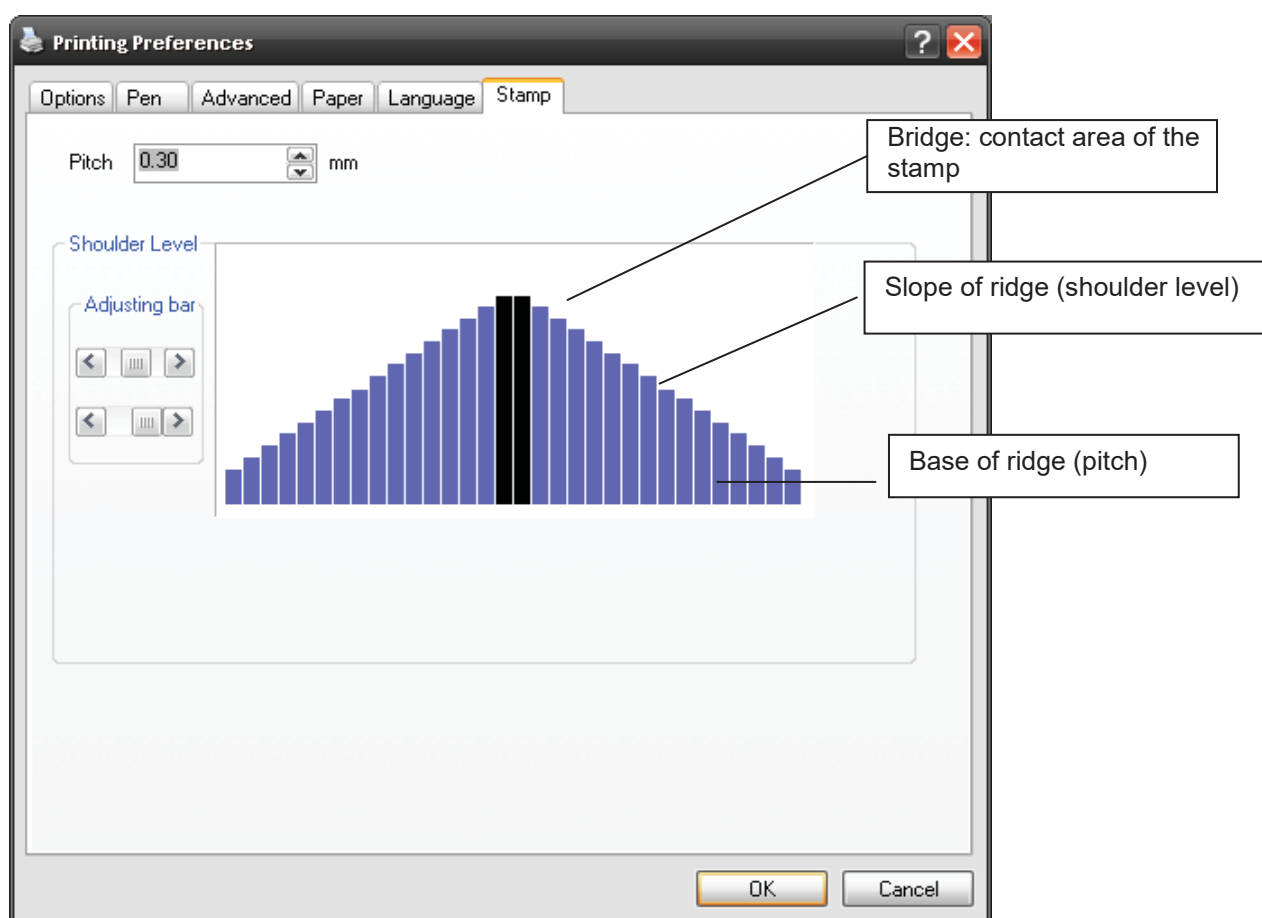 Printing Preferences
Options Pen Advanced Paper Language Stamp
Pitch 0.30 mm
Bridge: contact area of the
stamp
Shoulder Level
Slope of ridge (shoulder level)
Adjusting bar
Base of ridge (pitch)
OK Cancel